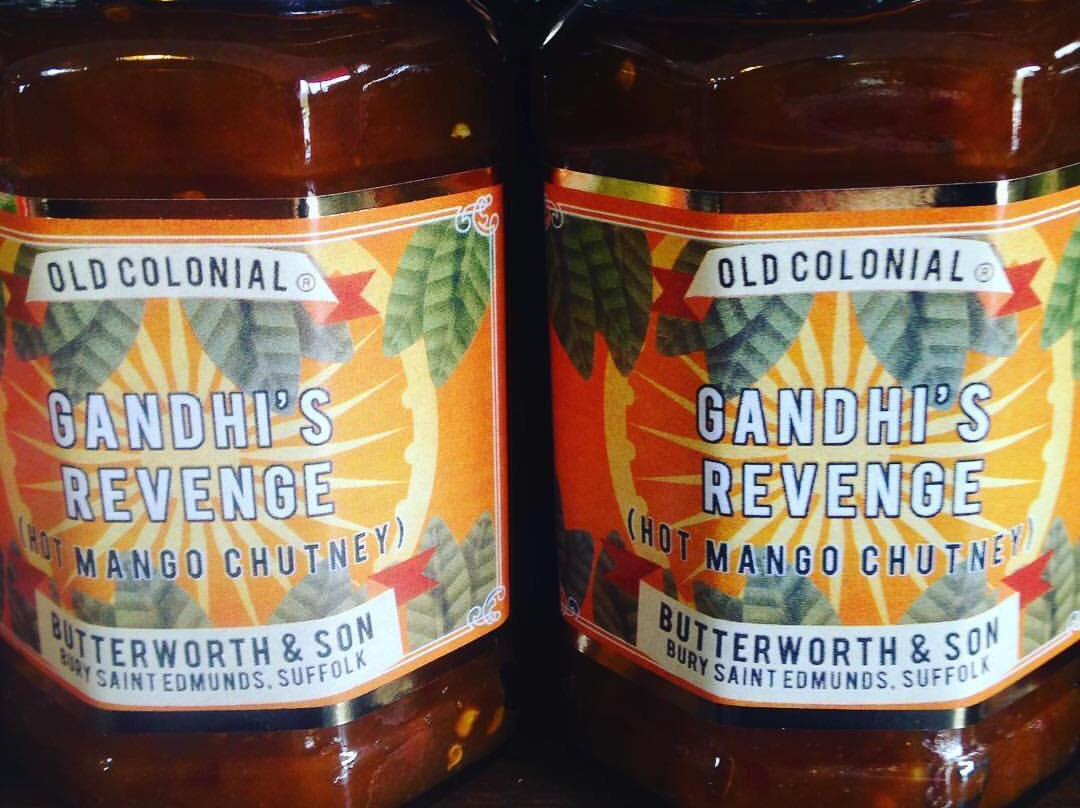 OLD COLONIAL ®
GANDHI'S
REVENGE
(HOT MANGO CHUTNEY)
BUTTERWORTH & SON
BURY SAINT EDMUNDS, SUFFOLK
OLD COLONIAL ®
GANDHI'S
REVENGE
(HOT MANGO CHUTNEY)
BUTTERWORTH & SON
BURY SAINT EDMUNDS, SUFFOLK